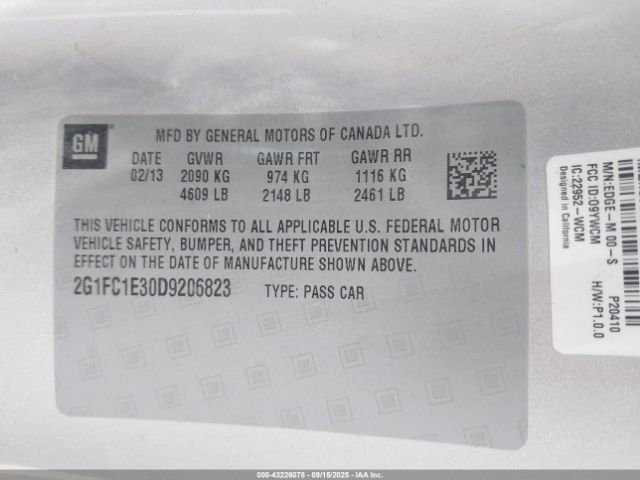 GM
MFD BY GENERAL MOTORS OF CANADA LTD.
DATE GVWR GAWR FRT GAWR RR
02/13 2090 KG 974 KG 1116 KG
4609 LB 2148 LB 2461 LB
THIS VEHICLE CONFORMS TO ALL APPLICABLE U.S. FEDERAL MOTOR
VEHICLE SAFETY, BUMPER, AND THEFT PREVENTION STANDARDS IN
EFFECT ON THE DATE OF MANUFACTURE SHOWN ABOVE.
2G1FC1E30D9206823 TYPE: PASS CAR
M/N:EDGE-M 00-S P20410
FCC ID:O9YWCM H/W:P1.0.0
IC:22952-WCM
Designed in California
000-43226078 - 09/15/2025 - IAA INC.